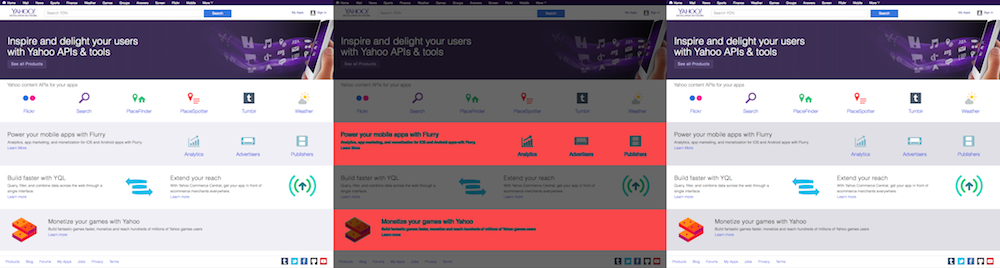 Home Mail News Sports Finance Weather Games Groups Answers Screen Flickr Mobile More
YAHOO!
Search YDN
Search
My Apps
Sign In
Inspire and delight your users
with Yahoo APIs & tools
See all Products
Yahoo content APIs for your apps
Flickr Search PlaceFinder PlaceSpotter Tumblr Weather
Power your mobile apps with Flurry
Analytics, app marketing, and monetization for iOS and Android apps with Flurry.
Learn More
Analytics Advertisers Publishers
Build faster with YQL
Query, filter, and combine data across the web through a
single interface.
Learn more
Extend your reach
With Yahoo Commerce Central, get your app in front of
ecommerce merchants everywhere.
Learn more
Monetize your games with Yahoo
Build fantastic games faster, monetize and reach hundreds of millions of Yahoo games users
Learn more
Products Blog Forums My Apps Jobs Privacy Terms
Home Mail News Sports Finance Weather Games Groups Answers Screen Flickr Mobile More
YAHOO!
Search YDN
Search
My Apps
Sign In
Inspire and delight your users
with Yahoo APIs & tools
See all Products
Yahoo content APIs for your apps
Flickr Search PlaceFinder PlaceSpotter Tumblr Weather
Power your mobile apps with Flurry
Analytics, app marketing, and monetization for iOS and Android apps with Flurry.
Learn More
Analytics Advertisers Publishers
Build faster with YQL
Query, filter, and combine data across the web through a
single interface.
Learn more
Extend your reach
With Yahoo Commerce Central, get your app in front of
ecommerce merchants everywhere.
Learn more
Monetize your games with Yahoo
Build fantastic games faster, monetize and reach hundreds of millions of Yahoo games users
Learn more
Products Blog Forums My Apps Jobs Privacy Terms
Home Mail News Sports Finance Weather Games Groups Answers Screen Flickr Mobile More
YAHOO!
Search YDN
Search
My Apps
Sign In
Inspire and delight your users
with Yahoo APIs & tools
See all Products
Yahoo content APIs for your apps
Flickr Search PlaceFinder PlaceSpotter Tumblr Weather
Power your mobile apps with Flurry
Analytics, app marketing, and monetization for iOS and Android apps with Flurry.
Learn More
Analytics Advertisers Publishers
Build faster with YQL
Query, filter, and combine data across the web through a
single interface.
Learn more
Extend your reach
With Yahoo Commerce Central, get your app in front of
ecommerce merchants everywhere.
Learn more
Monetize your games with Yahoo
Build fantastic games faster, monetize and reach hundreds of millions of Yahoo games users
Learn more
Products Blog Forums My Apps Jobs Privacy Terms